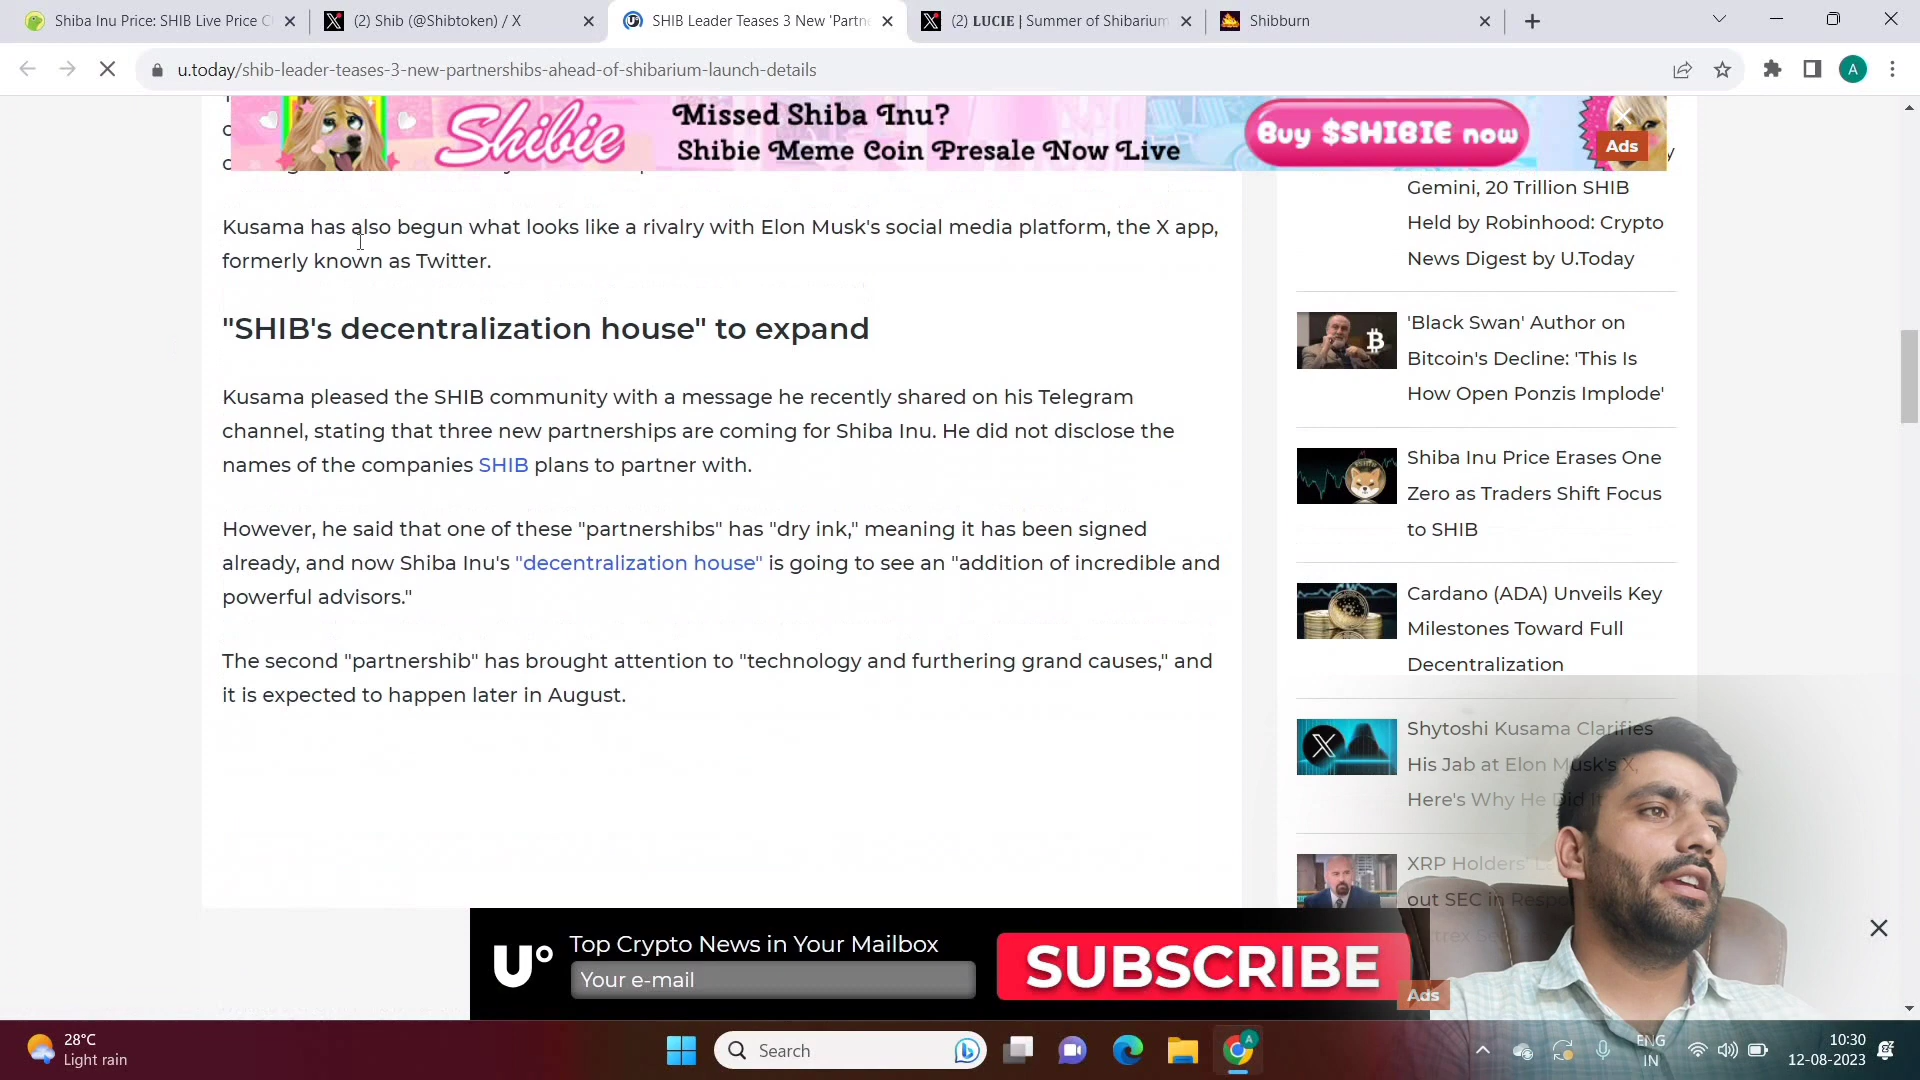 Shiba Inu Price: SHIB Live Price C
(2) Shib (@Shibtoken) / X
SHIB Leader Teases 3 New 'Partne
(2) LUCIE | Summer of Shibarium
Shibburn
u.today/shib-leader-teases-3-new-partnershibs-ahead-of-shibarium-launch-details
A
Shibie
Missed Shiba Inu?
Shibie Meme Coin Presale Now Live
Buy $SHIBIE now
Ads
Kusama has also begun what looks like a rivalry with Elon Musk's social media platform, the X app,
formerly known as Twitter.
"SHIB's decentralization house" to expand
Kusama pleased the SHIB community with a message he recently shared on his Telegram
channel, stating that three new partnerships are coming for Shiba Inu. He did not disclose the
names of the companies SHIB plans to partner with.
However, he said that one of these "partnershibs" has "dry ink," meaning it has been signed
already, and now Shiba Inu's "decentralization house" is going to see an "addition of incredible and
powerful advisors."
The second "partnershib" has brought attention to "technology and furthering grand causes," and
it is expected to happen later in August.
Gemini, 20 Trillion SHIB
Held by Robinhood: Crypto
News Digest by U.Today
'Black Swan' Author on
Bitcoin's Decline: 'This Is
How Open Ponzis Implode'
Shiba Inu Price Erases One
Zero as Traders Shift Focus
to SHIB
Cardano (ADA) Unveils Key
Milestones Toward Full
Decentralization
Shytoshi Kusama Clarifies
His Jab at Elon Musk's X,
Here's Why He Did It
XRP Holders'
out SEC in
U°
Top Crypto News in Your Mailbox
Your e-mail
SUBSCRIBE
Ads
28°C
Light rain
Search
A
ENG
IN
10:30
12-08-2023